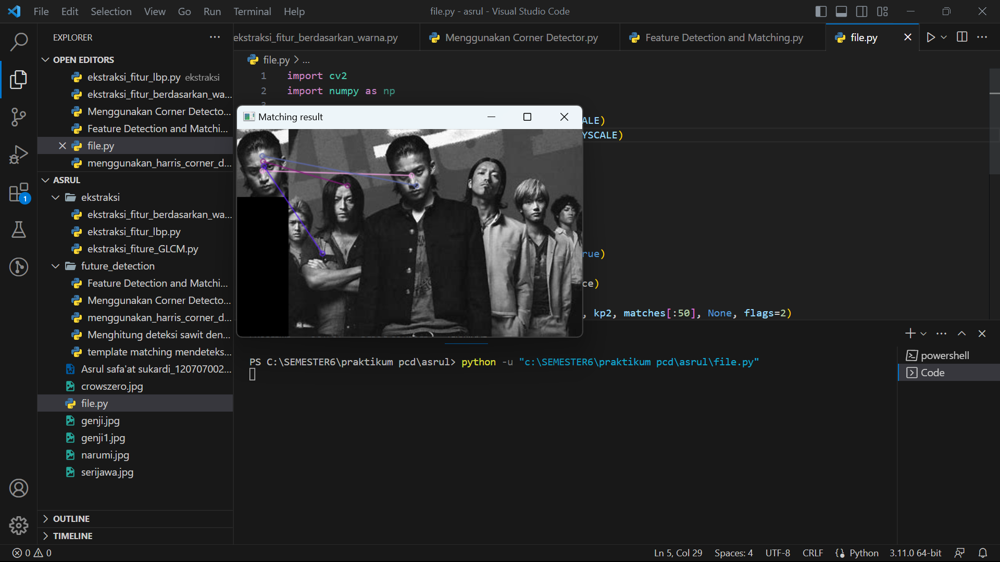 File Edit Selection View Go Run Terminal Help
file.py - asrul - Visual Studio Code
EXPLORER
OPEN EDITORS
ekstraksi_fitur_lbp.py ekstraksi
ekstraksi_fitur_berdasarkan_wa...
Menggunakan Corner Detecto...
Feature Detection and Matchi...
file.py
menggunakan_harris_corner_d...
ASRUL
ekstraksi
ekstraksi_fitur_berdasarkan_wa...
ekstraksi_fitur_lbp.py
ekstraksi_fiture_GLCM.py
future_detection
Feature Detection and Matchi...
Menggunakan Corner Detecto...
menggunakan_harris_corner_d...
Menghitung deteksi sawit den...
template matching mendeteks...
Asrul safa'at sukardi_120707002...
crowszero.jpg
file.py
genji.jpg
genji1.jpg
narumi.jpg
serijawa.jpg
OUTLINE
TIMELINE
1
ekstraksi_fitur_berdasarkan_warna.py
Menggunakan Corner Detector.py
Feature Detection and Matching.py
file.py
file.py > ...
1 import cv2
2 import numpy as np
Matching result
ALE)
YSCALE)
rue)
ce)
, kp2, matches[:50], None, flags=2)
PS C:\SEMESTER6\praktikum pcd\asrul> python -u "c:\SEMESTER6\praktikum pcd\asrul\file.py"
powershell
Code
0 0
Ln 5, Col 29 Spaces: 4 UTF-8 CRLF Python 3.11.0 64-bit